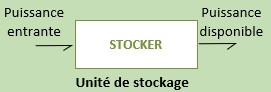 Puissance
entrante
STOCKER
Puissance
disponible
Unité de stockage